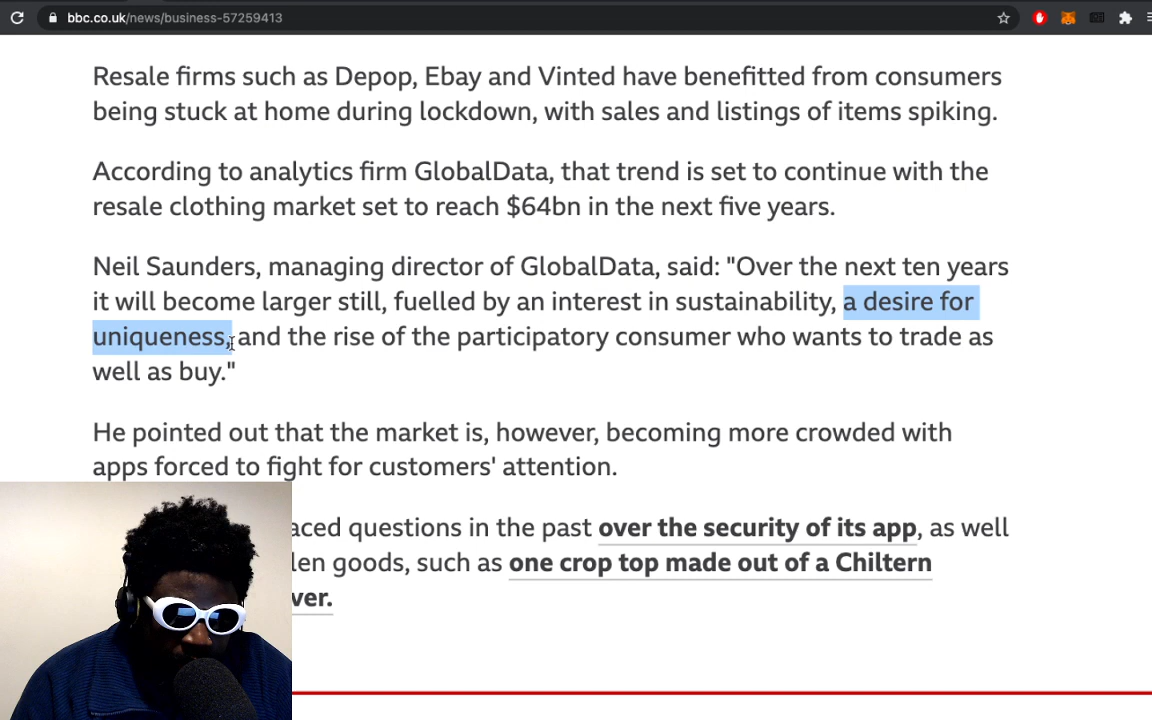 bbc.co.uk/news/business-57259413
Resale firms such as Depop, Ebay and Vinted have benefitted from consumers
being stuck at home during lockdown, with sales and listings of items spiking.
According to analytics firm GlobalData, that trend is set to continue with the
resale clothing market set to reach $64bn in the next five years.
Neil Saunders, managing director of GlobalData, said: "Over the next ten years
it will become larger still, fuelled by an interest in sustainability, a desire for
uniqueness, and the rise of the participatory consumer who wants to trade as
well as buy."
He pointed out that the market is, however, becoming more crowded with
apps forced to fight for customers' attention.
aced questions in the past over the security of its app, as well
len goods, such as one crop top made out of a Chiltern
ver.